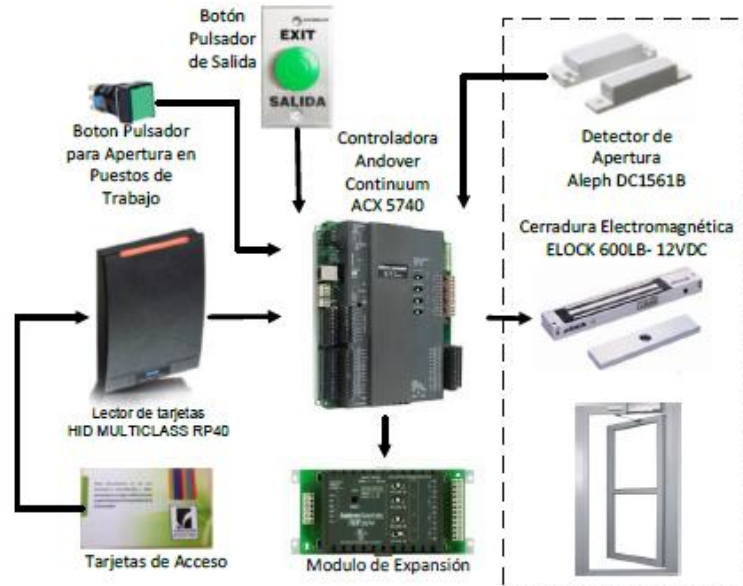 Botón
Pulsador
de Salida
EXIT
SALIDA
Boton Pulsador
para Apertura en
Puestos de
Trabajo
Controladora
Andover
Continuum
ACX 5740
Detector de
Apertura
Aleph DC1561B
Cerradura Electromagnética
ELOCK 600LB- 12VDC
Lector de tarjetas
HID MULTICLASS RP40
Tarjetas de Acceso
Modulo de Expansión